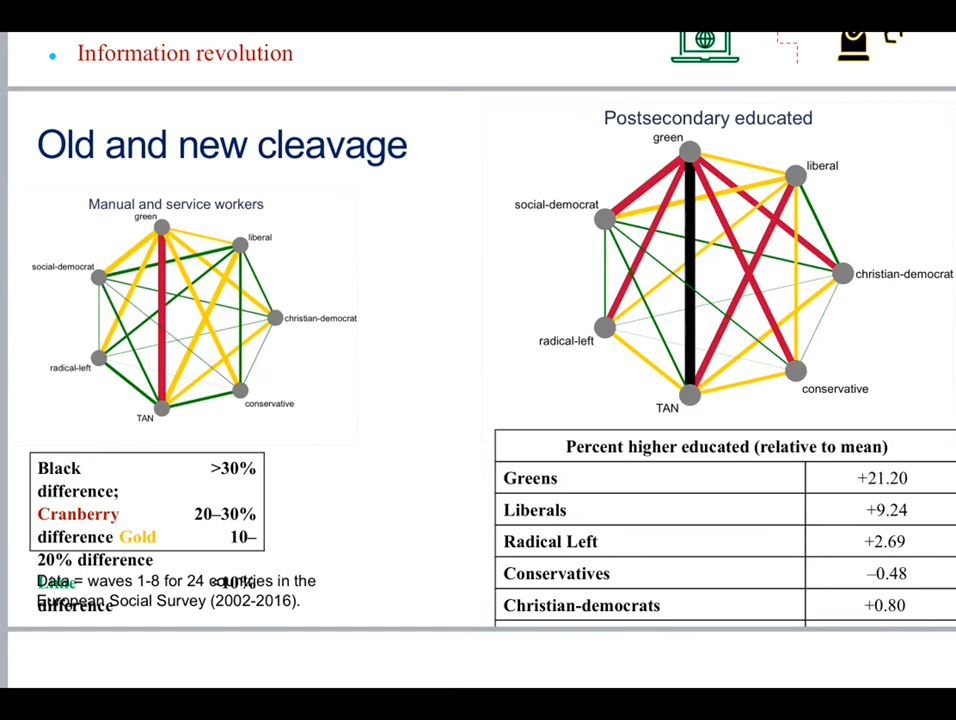 Information revolution
Old and new cleavage
Manual and service workers
green
liberal
social-democrat
christian-democrat
radical-left
conservative
TAN
Black >30%
difference;
Cranberry 20–30%
difference Gold 10–
20% difference
Lime <10%
difference
Data = waves 1-8 for 24 countries in the
European Social Survey (2002-2016).
Postsecondary educated
green
liberal
social-democrat
christian-democrat
radical-left
conservative
TAN
Percent higher educated (relative to mean)
Greens +21.20
Liberals +9.24
Radical Left +2.69
Conservatives –0.48
Christian-democrats +0.80